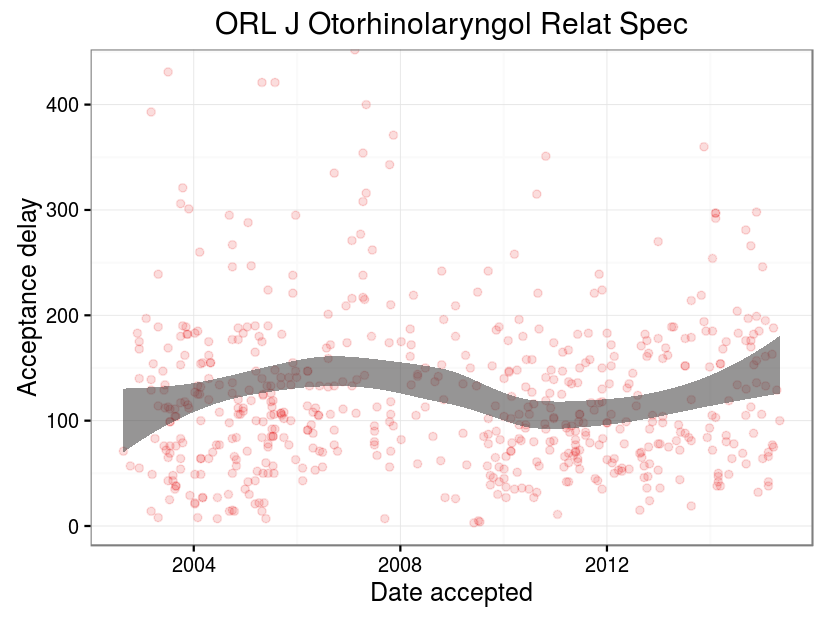 ORL J Otorhinolaryngol Relat Spec
Acceptance delay
400
300
200
100
0
2004 2008 2012
Date accepted